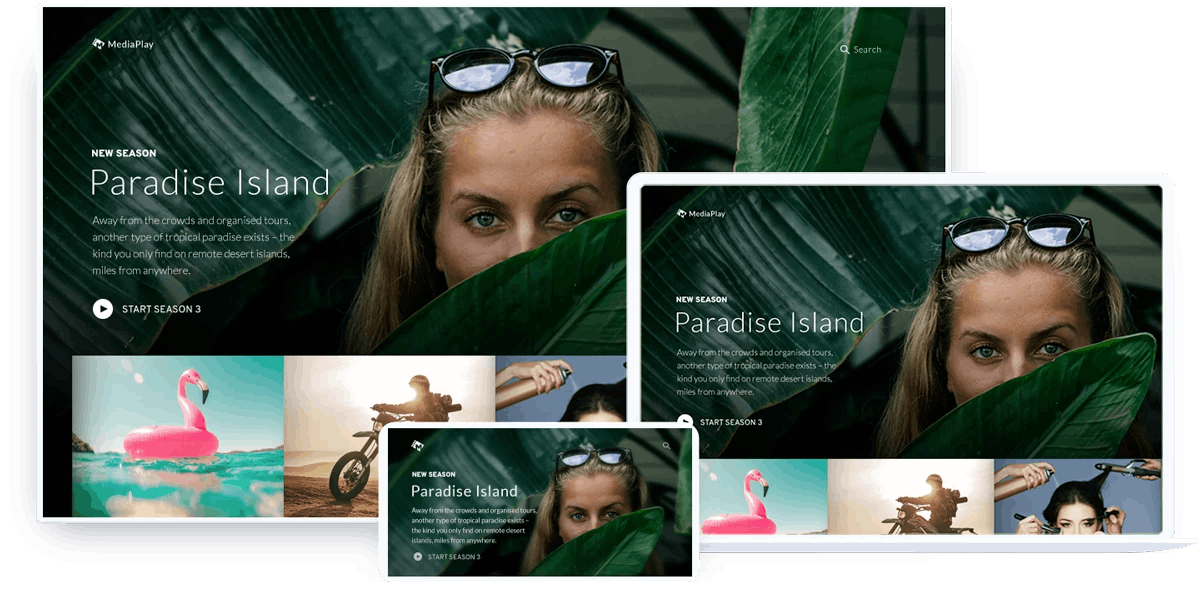 MediaPlay
Search
NEW SEASON
Paradise Island
Away from the crowds and organised tours,
another type of tropical paradise exists – the
kind you only find on remote desert islands,
miles from anywhere.
START SEASON 3
MediaPlay
NEW SEASON
Paradise Island
Away from the crowds and organised tours,
another type of tropical paradise exists – the
kind you only find on remote desert islands,
miles from anywhere.
START SEASON 3
NEW SEASON
Paradise Island
Away from the crowds and organised tours,
another type of tropical paradise exists –
the kind you only find on remote desert
islands, miles from anywhere.
START SEASON 3